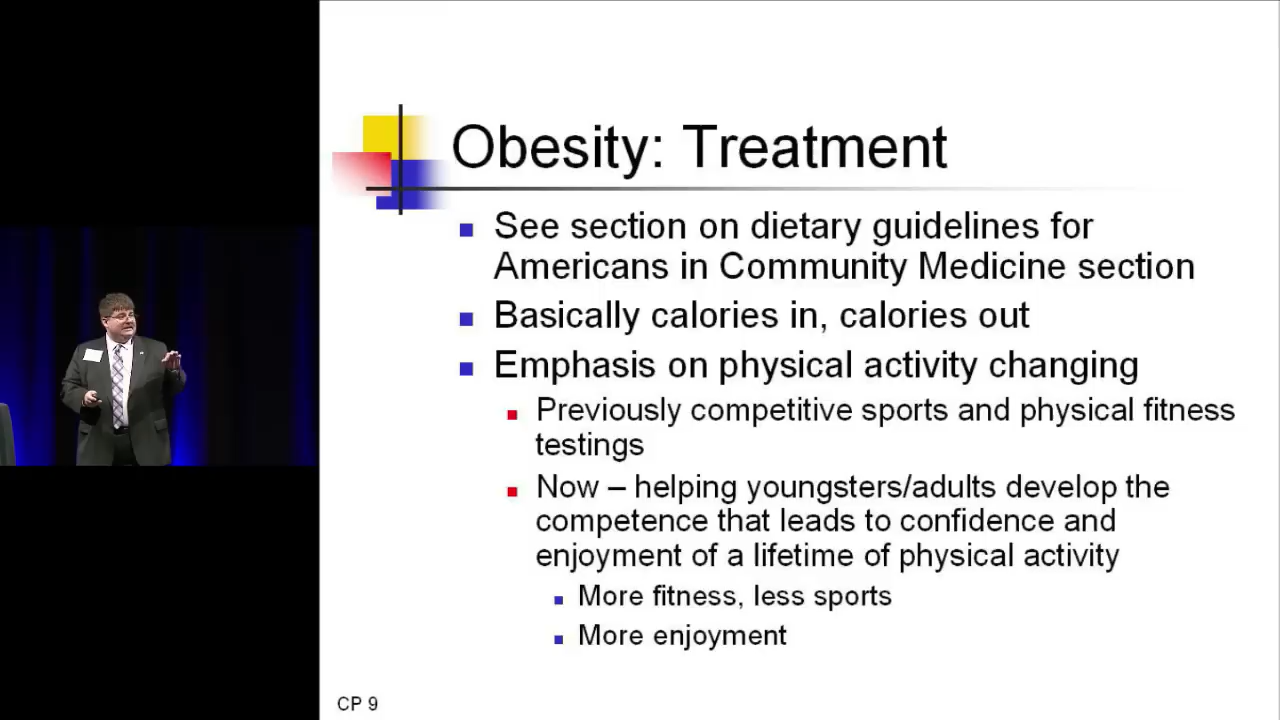 Obesity: Treatment
See section on dietary guidelines for
Americans in Community Medicine section
Basically calories in, calories out
Emphasis on physical activity changing
Previously competitive sports and physical fitness
testings
Now – helping youngsters/adults develop the
competence that leads to confidence and
enjoyment of a lifetime of physical activity
More fitness, less sports
More enjoyment
CP 9